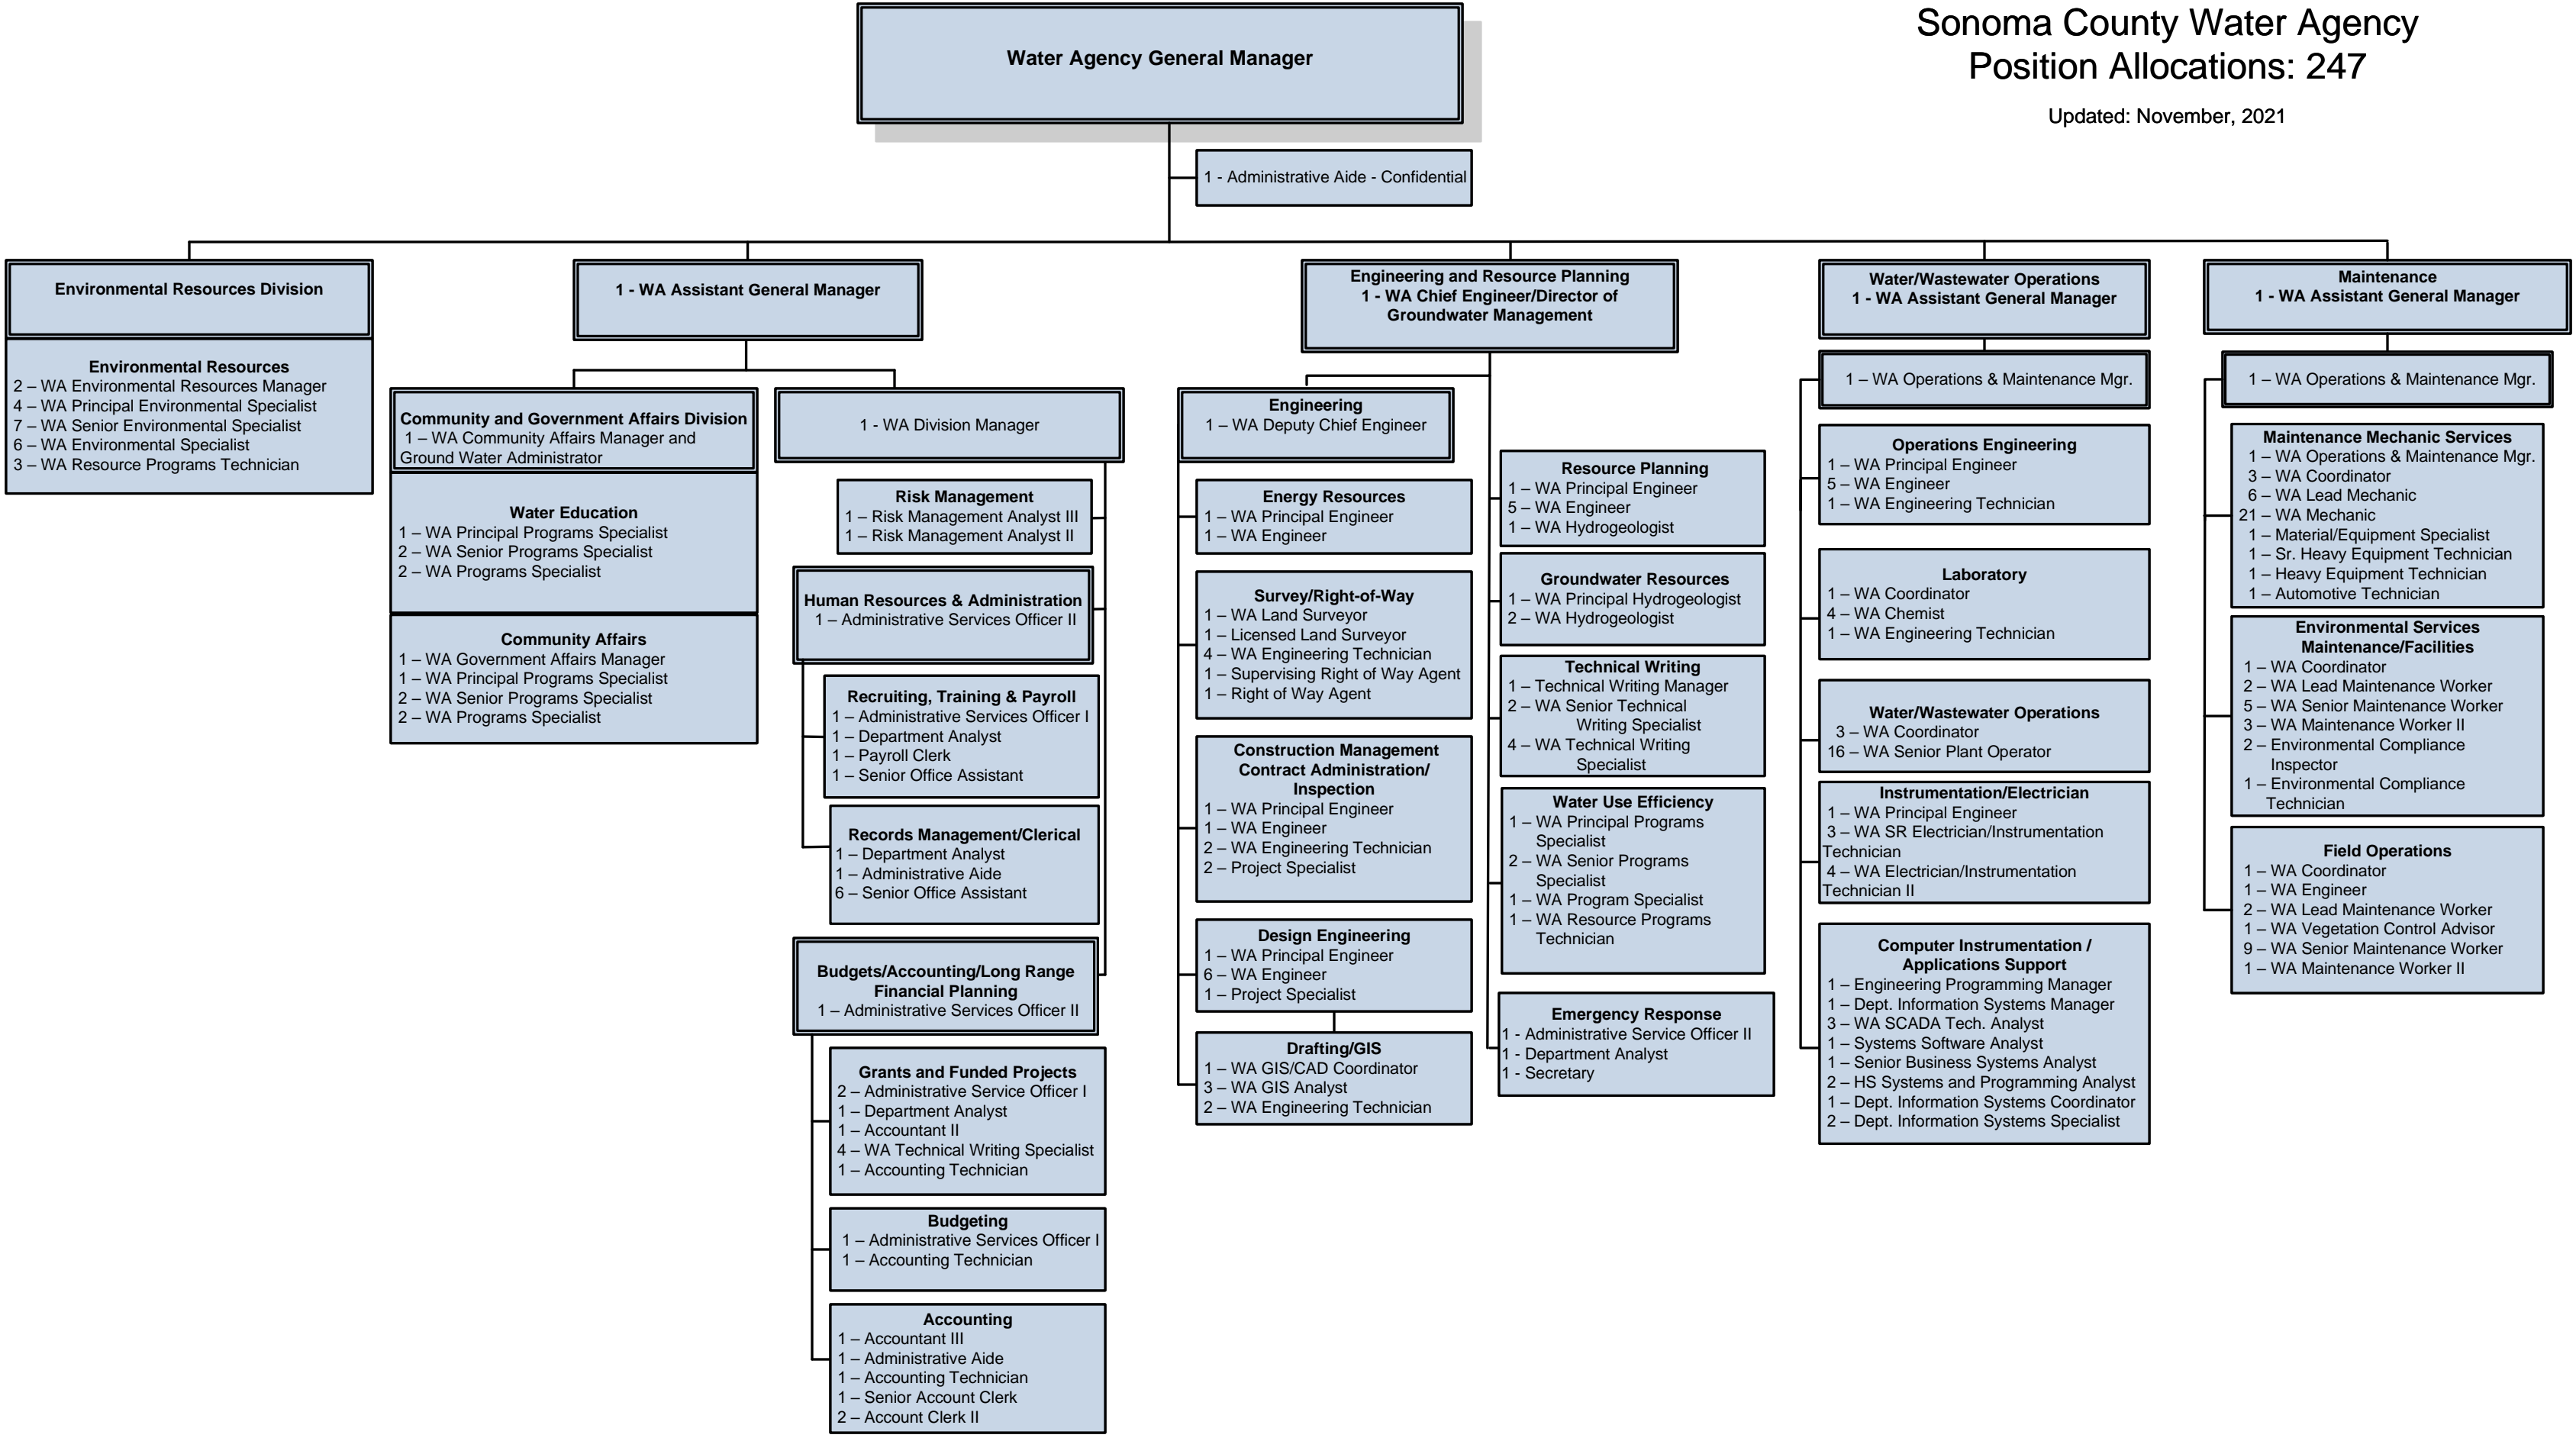 Sonoma County Water Agency
Position Allocations: 247
Updated: November, 2021
Water Agency General Manager
1 - Administrative Aide - Confidential
Environmental Resources Division
Environmental Resources
2 – WA Environmental Resources Manager
4 – WA Principal Environmental Specialist
7 – WA Senior Environmental Specialist
6 – WA Environmental Specialist
3 – WA Resource Programs Technician
1 - WA Assistant General Manager
Community and Government Affairs Division
1 – WA Community Affairs Manager and
Ground Water Administrator
Water Education
1 – WA Principal Programs Specialist
2 – WA Senior Programs Specialist
2 – WA Programs Specialist
Community Affairs
1 – WA Government Affairs Manager
1 – WA Principal Programs Specialist
2 – WA Senior Programs Specialist
2 – WA Programs Specialist
1 - WA Division Manager
Risk Management
1 – Risk Management Analyst III
1 – Risk Management Analyst II
Human Resources & Administration
1 – Administrative Services Officer II
Recruiting, Training & Payroll
1 – Administrative Services Officer I
1 – Department Analyst
1 – Payroll Clerk
1 – Senior Office Assistant
Records Management/Clerical
1 – Department Analyst
1 – Administrative Aide
6 – Senior Office Assistant
Budgets/Accounting/Long Range
Financial Planning
1 – Administrative Services Officer II
Grants and Funded Projects
2 – Administrative Service Officer I
1 – Department Analyst
1 – Accountant II
4 – WA Technical Writing Specialist
1 – Accounting Technician
Budgeting
1 – Administrative Services Officer I
1 – Accounting Technician
Accounting
1 – Accountant III
1 – Administrative Aide
1 – Accounting Technician
1 – Senior Account Clerk
2 – Account Clerk II
Engineering and Resource Planning
1 - WA Chief Engineer/Director of
Groundwater Management
Engineering
1 – WA Deputy Chief Engineer
Energy Resources
1 – WA Principal Engineer
1 – WA Engineer
Survey/Right-of-Way
1 – WA Land Surveyor
1 – Licensed Land Surveyor
4 – WA Engineering Technician
1 – Supervising Right of Way Agent
1 – Right of Way Agent
Construction Management
Contract Administration/
Inspection
1 – WA Principal Engineer
1 – WA Engineer
2 – WA Engineering Technician
2 – Project Specialist
Design Engineering
1 – WA Principal Engineer
6 – WA Engineer
1 – Project Specialist
Drafting/GIS
1 – WA GIS/CAD Coordinator
3 – WA GIS Analyst
2 – WA Engineering Technician
Resource Planning
1 – WA Principal Engineer
5 – WA Engineer
1 – WA Hydrogeologist
Groundwater Resources
1 – WA Principal Hydrogeologist
2 – WA Hydrogeologist
Technical Writing
1 – Technical Writing Manager
2 – WA Senior Technical
Writing Specialist
4 – WA Technical Writing
Specialist
Water Use Efficiency
1 – WA Principal Programs
Specialist
2 – WA Senior Programs
Specialist
1 – WA Program Specialist
1 – WA Resource Programs
Technician
Emergency Response
1 - Administrative Service Officer II
1 - Department Analyst
1 - Secretary
Water/Wastewater Operations
1 - WA Assistant General Manager
1 – WA Operations & Maintenance Mgr.
Operations Engineering
1 – WA Principal Engineer
5 – WA Engineer
1 – WA Engineering Technician
Laboratory
1 – WA Coordinator
4 – WA Chemist
1 – WA Engineering Technician
Water/Wastewater Operations
3 – WA Coordinator
16 – WA Senior Plant Operator
Instrumentation/Electrician
1 – WA Principal Engineer
3 – WA SR Electrician/Instrumentation
Technician
4 – WA Electrician/Instrumentation
Technician II
Computer Instrumentation /
Applications Support
1 – Engineering Programming Manager
1 – Dept. Information Systems Manager
3 – WA SCADA Tech. Analyst
1 – Systems Software Analyst
1 – Senior Business Systems Analyst
2 – HS Systems and Programming Analyst
1 – Dept. Information Systems Coordinator
2 – Dept. Information Systems Specialist
Maintenance
1 - WA Assistant General Manager
1 – WA Operations & Maintenance Mgr.
Maintenance Mechanic Services
1 – WA Operations & Maintenance Mgr.
3 – WA Coordinator
6 – WA Lead Mechanic
21 – WA Mechanic
1 – Material/Equipment Specialist
1 – Sr. Heavy Equipment Technician
1 – Heavy Equipment Technician
1 – Automotive Technician
Environmental Services
Maintenance/Facilities
1 – WA Coordinator
2 – WA Lead Maintenance Worker
5 – WA Senior Maintenance Worker
3 – WA Maintenance Worker II
2 – Environmental Compliance
Inspector
1 – Environmental Compliance
Technician
Field Operations
1 – WA Coordinator
1 – WA Engineer
2 – WA Lead Maintenance Worker
1 – WA Vegetation Control Advisor
9 – WA Senior Maintenance Worker
1 – WA Maintenance Worker II